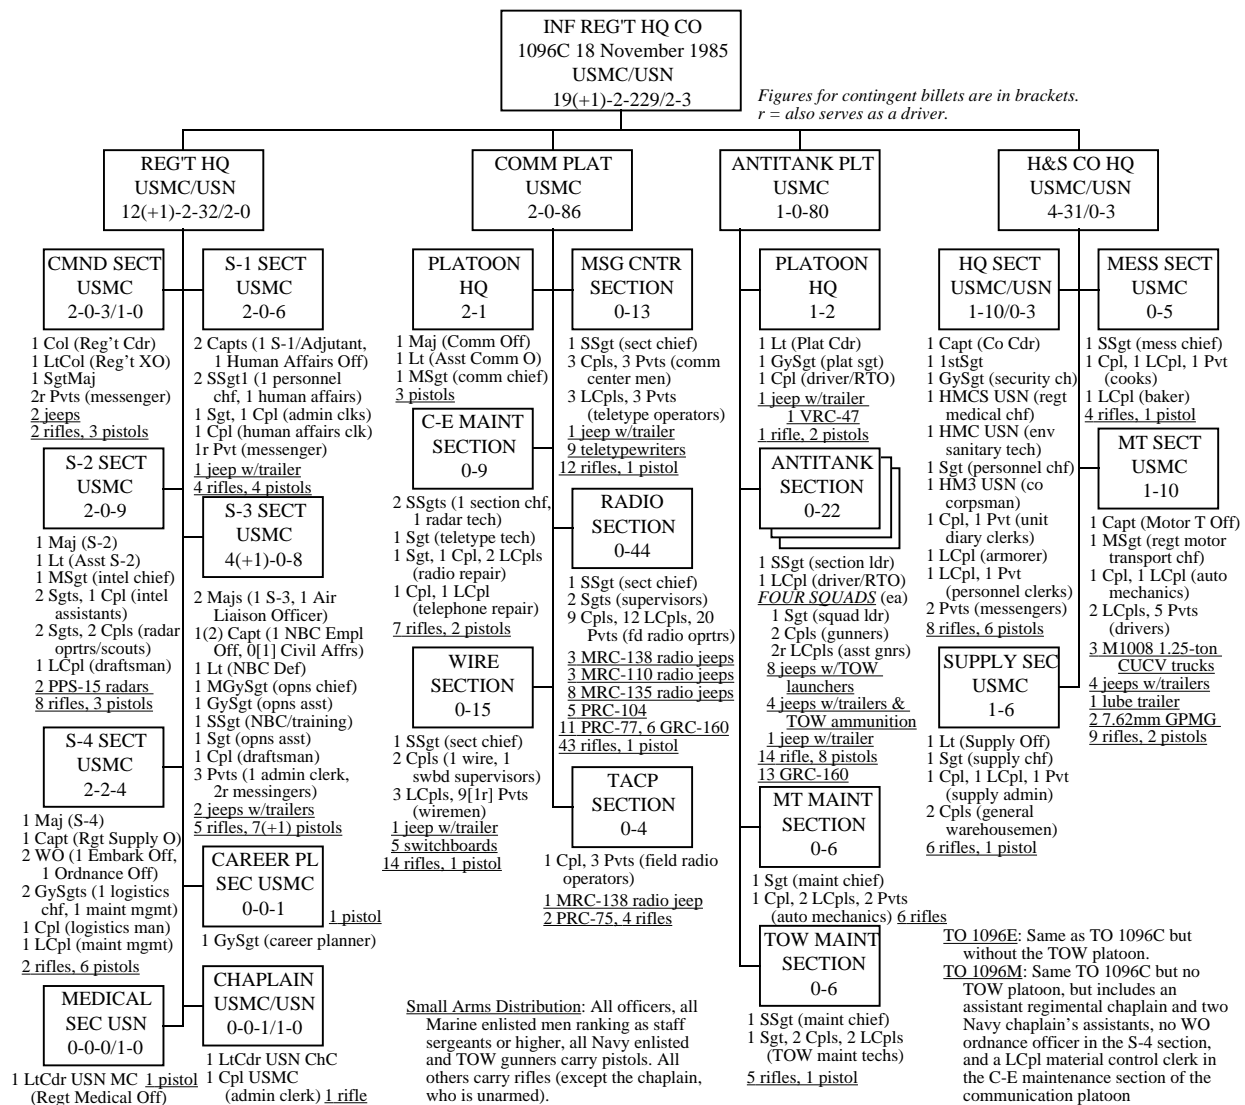 INF REG'T HQ CO
1096C 18 November 1985
USMC/USN
19(+1)-2-229/2-3
Figures for contingent billets are in brackets.
r = also serves as a driver.
REG'T HQ
USMC/USN
12(+1)-2-32/2-0
CMND SECT
USMC
2-0-3/1-0
1 Col (Reg't Cdr)
1 LtCol (Reg't XO)
1 SgtMaj
2r Pvts (messenger)
2 jeeps
2 rifles, 3 pistols
S-1 SECT
USMC
2-0-6
2 Capts (1 S-1/Adjutant,
1 Human Affairs Off)
2 SSgt1 (1 personnel
chf, 1 human affairs)
1 Sgt, 1 Cpl (admin clks)
1 Cpl (human affairs clk)
1r Pvt (messenger)
1 jeep w/trailer
4 rifles, 4 pistols
S-2 SECT
USMC
2-0-9
1 Maj (S-2)
1 Lt (Asst S-2)
1 MSgt (intel chief)
2 Sgts, 1 Cpl (intel
assistants)
2 Sgts, 2 Cpls (radar
oprtrs/scouts)
1 LCpl (draftsman)
2 PPS-15 radars
8 rifles, 3 pistols
S-3 SECT
USMC
4(+1)-0-8
2 Majs (1 S-3, 1 Air
Liaison Officer)
1(2) Capt (1 NBC Empl
Off, 0[1] Civil Affrs)
1 Lt (NBC Def)
1 MGySgt (opns chief)
1 GySgt (opns asst)
1 SSgt (NBC/training)
1 Sgt (opns asst)
1 Cpl (draftsman)
3 Pvts (1 admin clerk,
2r messingers)
2 jeeps w/trailers
5 rifles, 7(+1) pistols
S-4 SECT
USMC
2-2-4
1 Maj (S-4)
1 Capt (Rgt Supply O)
2 WO (1 Embark Off,
1 Ordnance Off)
2 GySgts (1 logistics
chf, 1 maint mgmt)
1 Cpl (logistics man)
1 LCpl (maint mgmt)
2 rifles, 6 pistols
CAREER PL
SEC USMC
0-0-1
1 pistol
1 GySgt (career planner)
MEDICAL
SEC USN
0-0-0/1-0
1 LtCdr USN MC 1 pistol
(Regt Medical Off)
CHAPLAIN
USMC/USN
0-0-1/1-0
1 LtCdr USN ChC
1 Cpl USMC
(admin clerk) 1 rifle
COMM PLAT
USMC
2-0-86
PLATOON
HQ
2-1
1 Maj (Comm Off)
1 Lt (Asst Comm O)
1 MSgt (comm chief)
3 pistols
MSG CNTR
SECTION
0-13
1 SSgt (sect chief)
3 Cpls, 3 Pvts (comm
center men)
3 LCpls, 3 Pvts
(teletype operators)
1 jeep w/trailer
9 teletypewriters
12 rifles, 1 pistol
C-E MAINT
SECTION
0-9
2 SSgts (1 section chf,
1 radar tech)
1 Sgt (teletype tech)
1 Sgt, 1 Cpl, 2 LCpls
(radio repair)
1 Cpl, 1 LCpl
(telephone repair)
7 rifles, 2 pistols
RADIO
SECTION
0-44
1 SSgt (sect chief)
2 Sgts (supervisors)
9 Cpls, 12 LCpls, 20
Pvts (fd radio oprtrs)
3 MRC-138 radio jeeps
3 MRC-110 radio jeeps
8 MRC-135 radio jeeps
5 PRC-104
11 PRC-77, 6 GRC-160
43 rifles, 1 pistol
WIRE
SECTION
0-15
1 SSgt (sect chief)
2 Cpls (1 wire, 1
swbd supervisors)
3 LCpls, 9[1r] Pvts
(wiremen)
1 jeep w/trailer
5 switchboards
14 rifles, 1 pistol
TACP
SECTION
0-4
1 Cpl, 3 Pvts (field radio
operators)
1 MRC-138 radio jeep
2 PRC-75, 4 rifles
ANTITANK PLT
USMC
1-0-80
PLATOON
HQ
1-2
1 Lt (Plat Cdr)
1 GySgt (plat sgt)
1 Cpl (driver/RTO)
1 jeep w/trailer
1 VRC-47
1 rifle, 2 pistols
ANTITANK
SECTION
0-22
1 SSgt (section ldr)
1 LCpl (driver/RTO)
FOUR SQUADS (ea)
1 Sgt (squad ldr)
2 Cpls (gunners)
2r LCpls (asst gnrs)
8 jeeps w/TOW
launchers
4 jeeps w/trailers &
TOW ammunition
1 jeep w/trailer
14 rifle, 8 pistols
13 GRC-160
MT MAINT
SECTION
0-6
1 Sgt (maint chief)
1 Cpl, 2 LCpls, 2 Pvts
(auto mechanics) 6 rifles
TOW MAINT
SECTION
0-6
1 SSgt (maint chief)
1 Sgt, 2 Cpls, 2 LCpls
(TOW maint techs)
5 rifles, 1 pistol
H&S CO HQ
USMC
4-31/0-3
HQ SECT
USMC/USN
1-10/0-3
1 Capt (Co Cdr)
1 1stSgt
1 GySgt (security ch)
1 HMCS USN (regt
medical chf)
1 HMC USN (env
sanitary tech)
1 Sgt (personnel chf)
1 HM3 USN (co
corpsman)
1 Cpl, 1 Pvt (unit
diary clerks)
1 LCpl (armorer)
1 LCpl, 1 Pvt
(personnel clerks)
2 Pvts (messengers)
8 rifles, 6 pistols
MESS SECT
USMC
0-5
1 SSgt (mess chief)
1 Cpl, 1 LCpl, 1 Pvt
(cooks)
1 LCpl (baker)
4 rifles, 1 pistol
MT SECT
USMC
1-10
1 Capt (Motor T Off)
1 MSgt (regt motor
transport chf)
1 Cpl, 1 LCpl (auto
mechanics)
2 LCpls, 5 Pvts
(drivers)
3 M1008 1.25-ton
CUCV trucks
4 jeeps w/trailers
1 lube trailer
2 7.62mm GPMG
9 rifles, 2 pistols
SUPPLY SEC
USMC
1-6
1 Lt (Supply Off)
1 Sgt (supply chf)
1 Cpl, 1 LCpl, 1 Pvt
(supply admin)
2 Cpls (general
warehousemen)
6 rifles, 1 pistol
Small Arms Distribution: All officers, all
Marine enlisted men ranking as staff
sergeants or higher, all Navy enlisted
and TOW gunners carry pistols. All
others carry rifles (except the chaplain,
who is unarmed).
TO 1096E: Same as TO 1096C but
without the TOW platoon.
TO 1096M: Same TO 1096C but no
TOW platoon, but includes an
assistant regimental chaplain and two
Navy chaplain's assistants, no WO
ordnance officer in the S-4 section,
and a LCpl material control clerk in
the C-E maintenance section of the
communication platoon